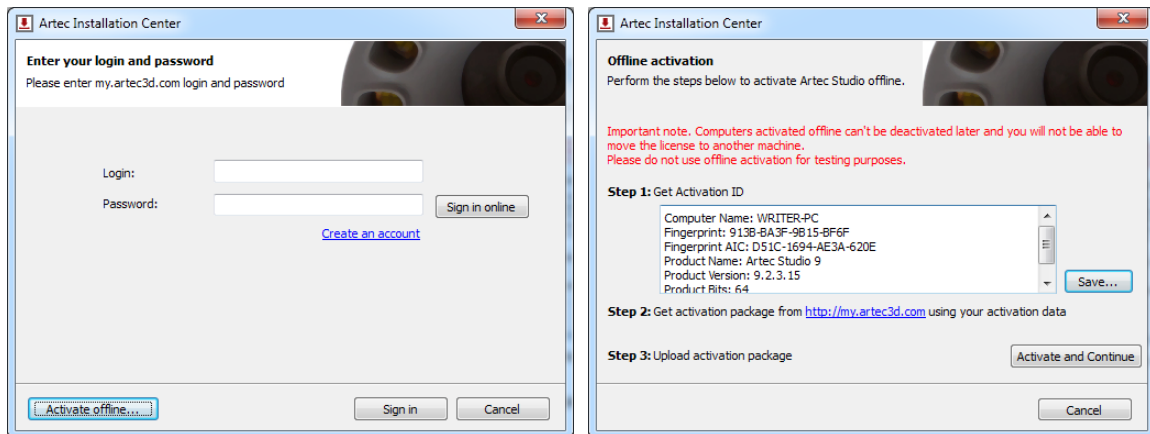 Artec Installation Center
Enter your login and password
Please enter my.artec3d.com login and password
Login:
Password:
Sign in online
Create an account
Activate offline...
Sign in
Cancel
Artec Installation Center
Offline activation
Perform the steps below to activate Artec Studio offline.
Important note. Computers activated offline can't be deactivated later and you will not be able to
move the license to another machine.
Please do not use offline activation for testing purposes.
Step 1: Get Activation ID
Computer Name: WRITER-PC
Fingerprint: 913B-BA3F-9B15-BF6F
Fingerprint AIC: D51C-1694-AE3A-620E
Product Name: Artec Studio 9
Product Version: 9.2.3.15
Product Bits: 64
Save...
Step 2: Get activation package from http://my.artec3d.com using your activation data
Step 3: Upload activation package
Activate and Continue
Cancel